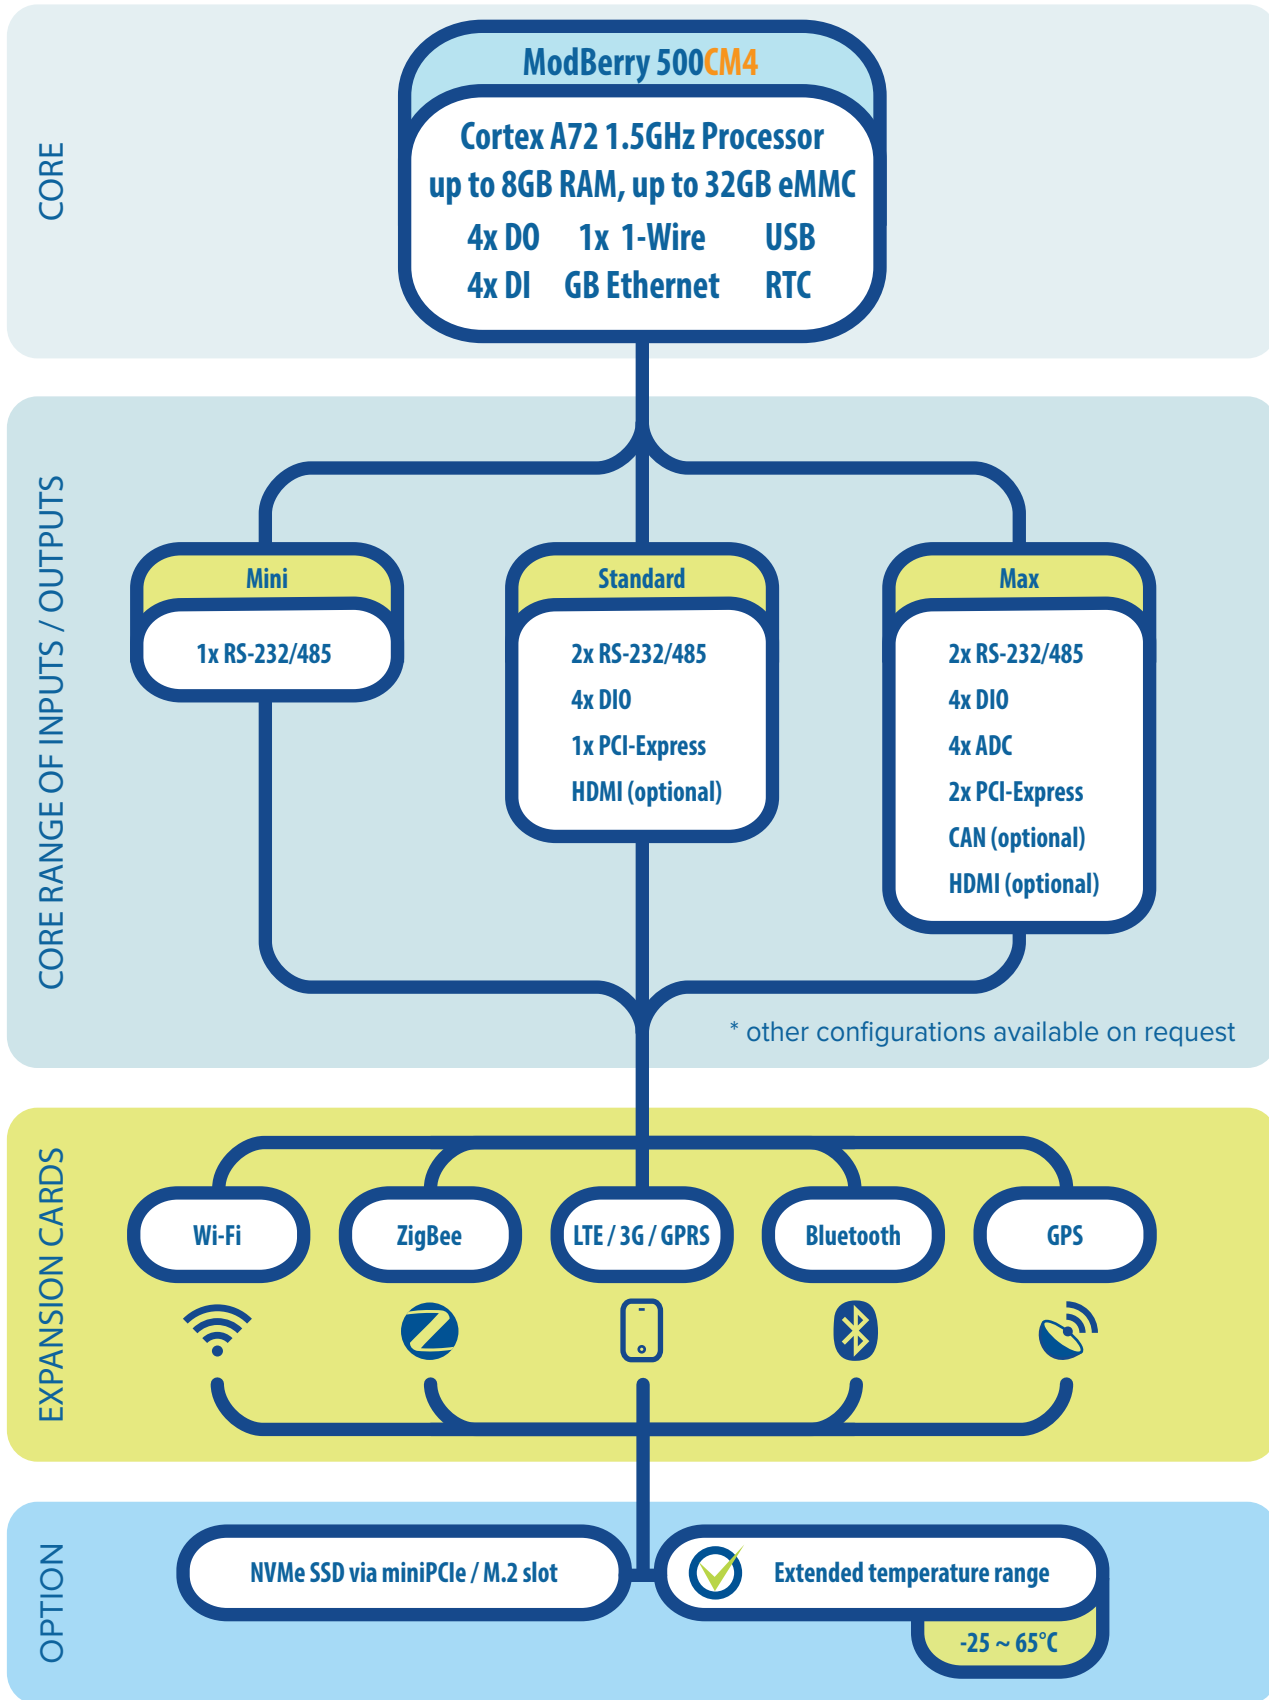 CORE
ModBerry 500CM4
Cortex A72 1.5GHz Processor
up to 8GB RAM, up to 32GB eMMC
4x DO 1x 1-Wire USB
4x DI GB Ethernet RTC
CORE RANGE OF INPUTS / OUTPUTS
Mini
1x RS-232/485
Standard
2x RS-232/485
4x DIO
1x PCI-Express
HDMI (optional)
Max
2x RS-232/485
4x DIO
4x ADC
2x PCI-Express
CAN (optional)
HDMI (optional)
* other configurations available on request
EXPANSION CARDS
Wi-Fi
ZigBee
LTE / 3G / GPRS
Bluetooth
GPS
OPTION
NVMe SSD via miniPCIe / M.2 slot
Extended temperature range
-25 ~ 65°C